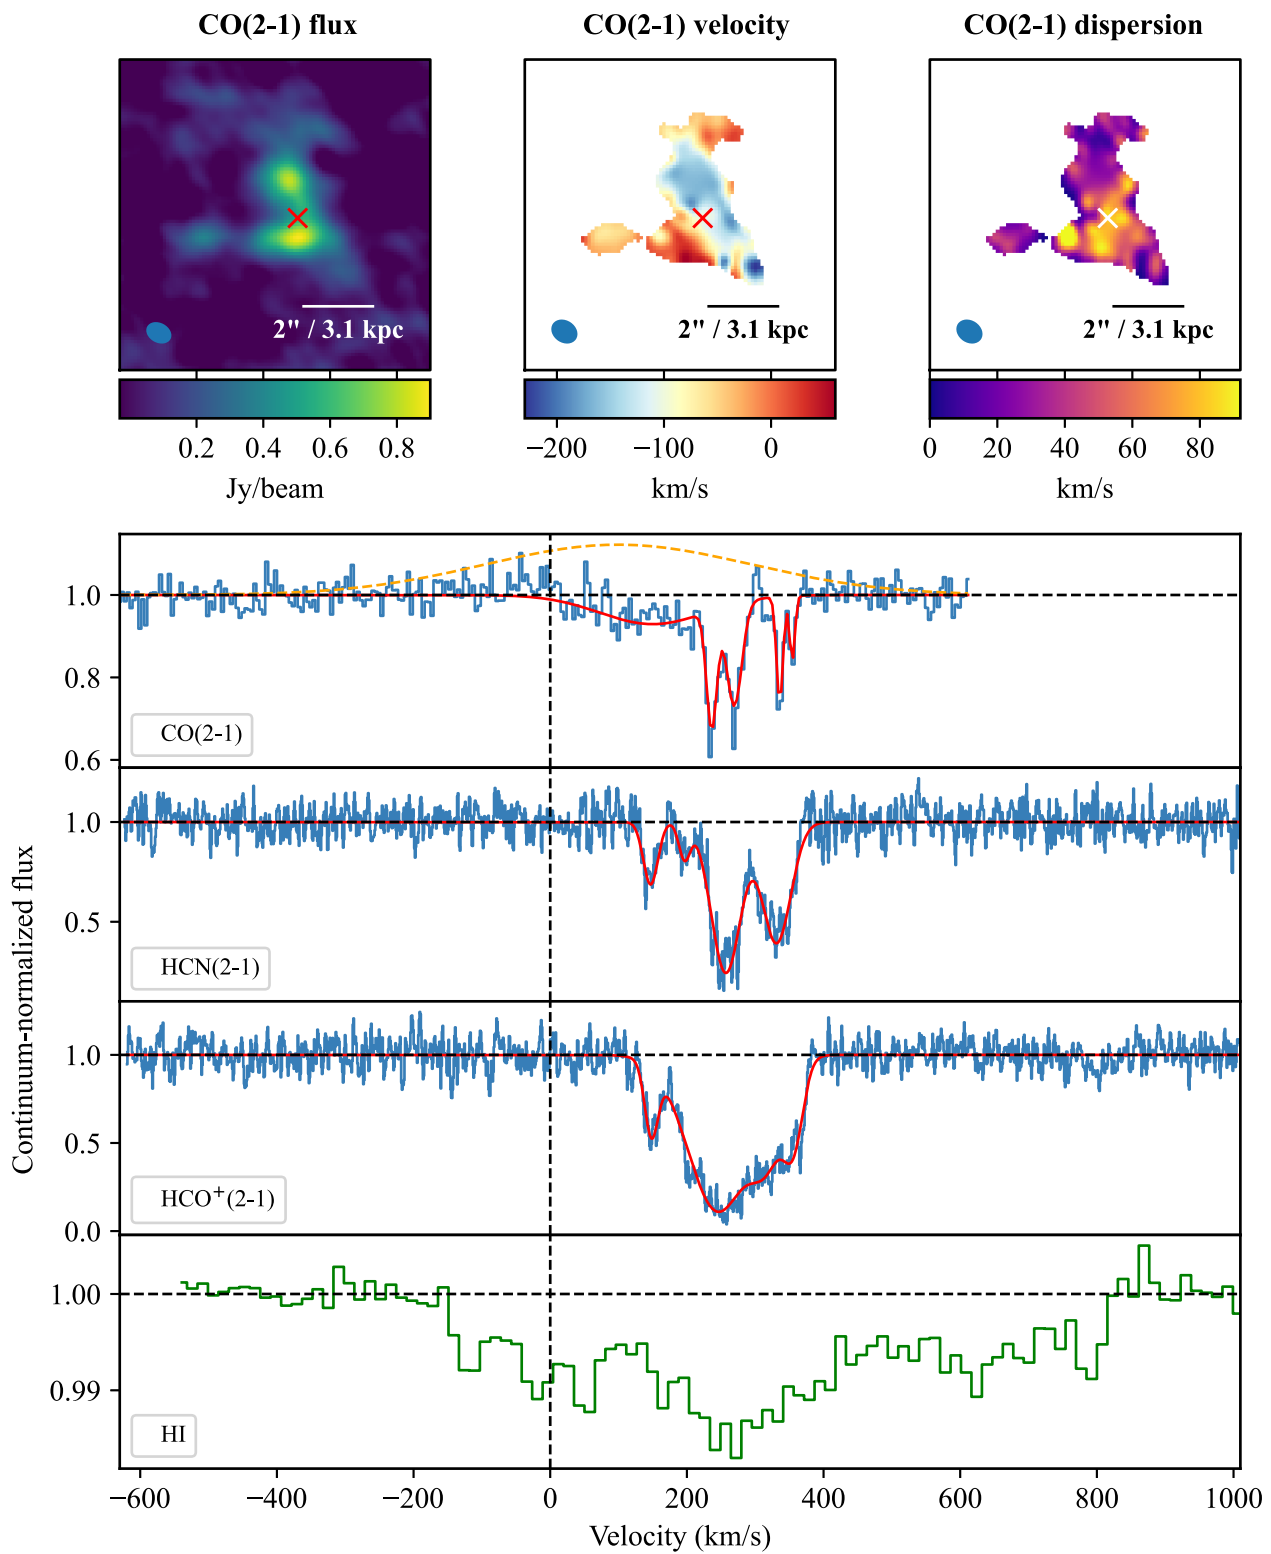 CO(2-1) flux CO(2-1) velocity CO(2-1) dispersion
2" / 3.1 kpc 2" / 3.1 kpc 2" / 3.1 kpc
0.2 0.4 0.6 0.8 −200 −100 0 0 20 40 60 80
Jy/beam km/s km/s
1.0
0.8
0.6
CO(2-1)
1.0
0.5
HCN(2-1)
Continuum-normalized flux
1.0
0.5
0.0
HCO⁺(2-1)
1.00
0.99
HI
−600 −400 −200 0 200 400 600 800 1000
Velocity (km/s)